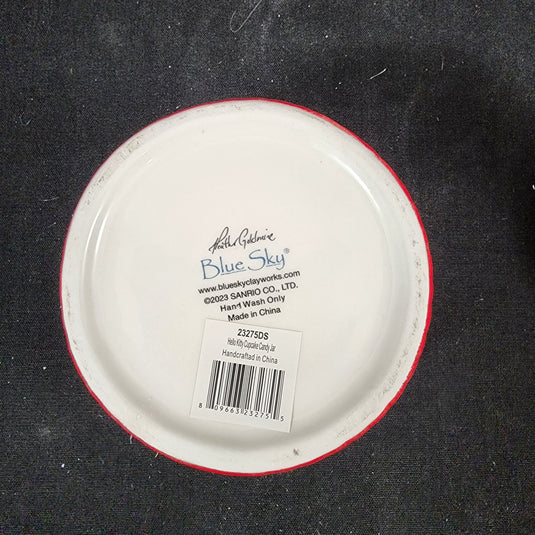 Heather Goldminc
Blue Sky®
www.blueskyclayworks.com
©2023 SANRIO CO., LTD.
Hand Wash Only
Made in China
23275DS
Hello Kitty Cupcake Candy Jar
Handcraftad in China
8 09663 23275 5